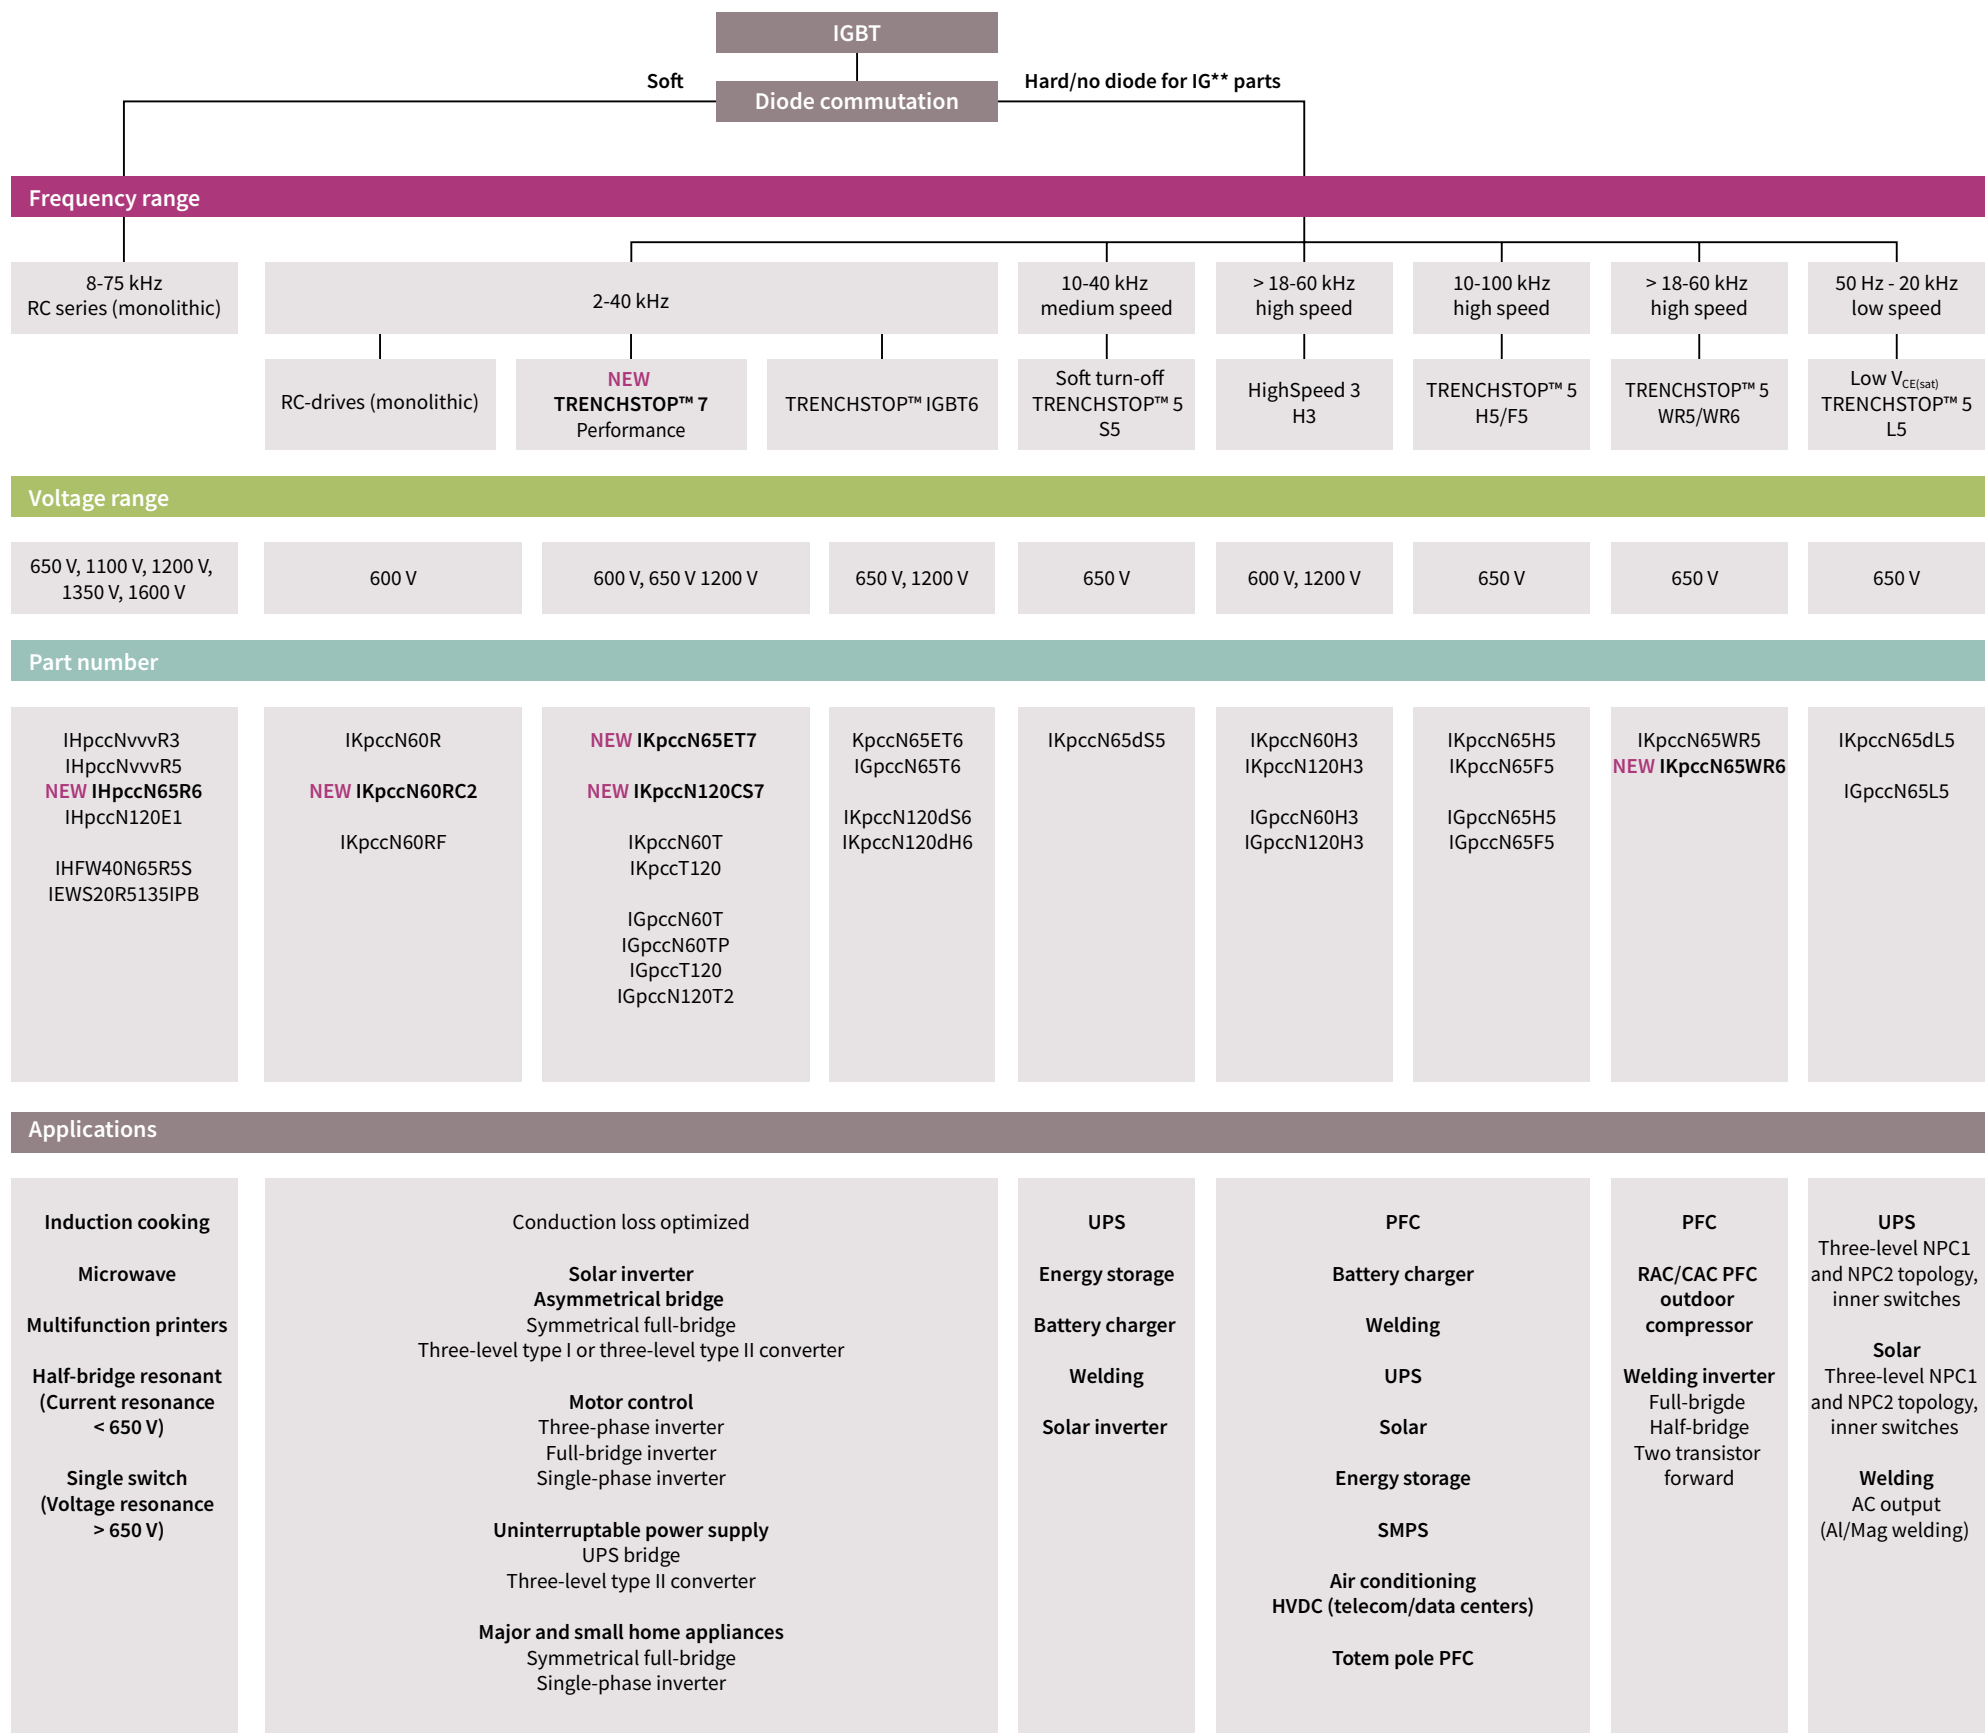 IGBT
Soft
Diode commutation
Hard/no diode for IG** parts
Frequency range
8-75 kHz
RC series (monolithic)
2-40 kHz
10-40 kHz
medium speed
> 18-60 kHz
high speed
10-100 kHz
high speed
> 18-60 kHz
high speed
50 Hz - 20 kHz
low speed
RC-drives (monolithic)
NEW
TRENCHSTOP™ 7
Performance
TRENCHSTOP™ IGBT6
Soft turn-off
TRENCHSTOP™ 5
S5
HighSpeed 3
H3
TRENCHSTOP™ 5
H5/F5
TRENCHSTOP™ 5
WR5/WR6
Low VCE(sat)
TRENCHSTOP™ 5
L5
Voltage range
650 V, 1100 V, 1200 V,
1350 V, 1600 V
600 V
600 V, 650 V 1200 V
650 V, 1200 V
650 V
600 V, 1200 V
650 V
650 V
650 V
Part number
IHpccNvvvR3
IHpccNvvvR5
NEW IHpccN65R6
IHpccN120E1
IHFW40N65R5S
IEWS20R5135IPB
IKpccN60R
NEW IKpccN60RC2
IKpccN60RF
NEW IKpccN65ET7
NEW IKpccN120CS7
IKpccN60T
IKpccT120
IGpccN60T
IGpccN60TP
IGpccT120
IGpccN120T2
KpccN65ET6
IGpccN65T6
IKpccN120dS6
IKpccN120dH6
IKpccN65dS5
IKpccN60H3
IKpccN120H3
IGpccN60H3
IGpccN120H3
IKpccN65H5
IKpccN65F5
IGpccN65H5
IGpccN65F5
IKpccN65WR5
NEW IKpccN65WR6
IKpccN65dL5
IGpccN65L5
Applications
Induction cooking
Microwave
Multifunction printers
Half-bridge resonant
(Current resonance
< 650 V)
Single switch
(Voltage resonance
> 650 V)
Conduction loss optimized
Solar inverter
Asymmetrical bridge
Symmetrical full-bridge
Three-level type I or three-level type II converter
Motor control
Three-phase inverter
Full-bridge inverter
Single-phase inverter
Uninterruptable power supply
UPS bridge
Three-level type II converter
Major and small home appliances
Symmetrical full-bridge
Single-phase inverter
UPS
Energy storage
Battery charger
Welding
Solar inverter
PFC
Battery charger
Welding
UPS
Solar
Energy storage
SMPS
Air conditioning
HVDC (telecom/data centers)
Totem pole PFC
PFC
RAC/CAC PFC
outdoor
compressor
Welding inverter
Full-brigde
Half-bridge
Two transistor
forward
UPS
Three-level NPC1
and NPC2 topology,
inner switches
Solar
Three-level NPC1
and NPC2 topology,
inner switches
Welding
AC output
(Al/Mag welding)